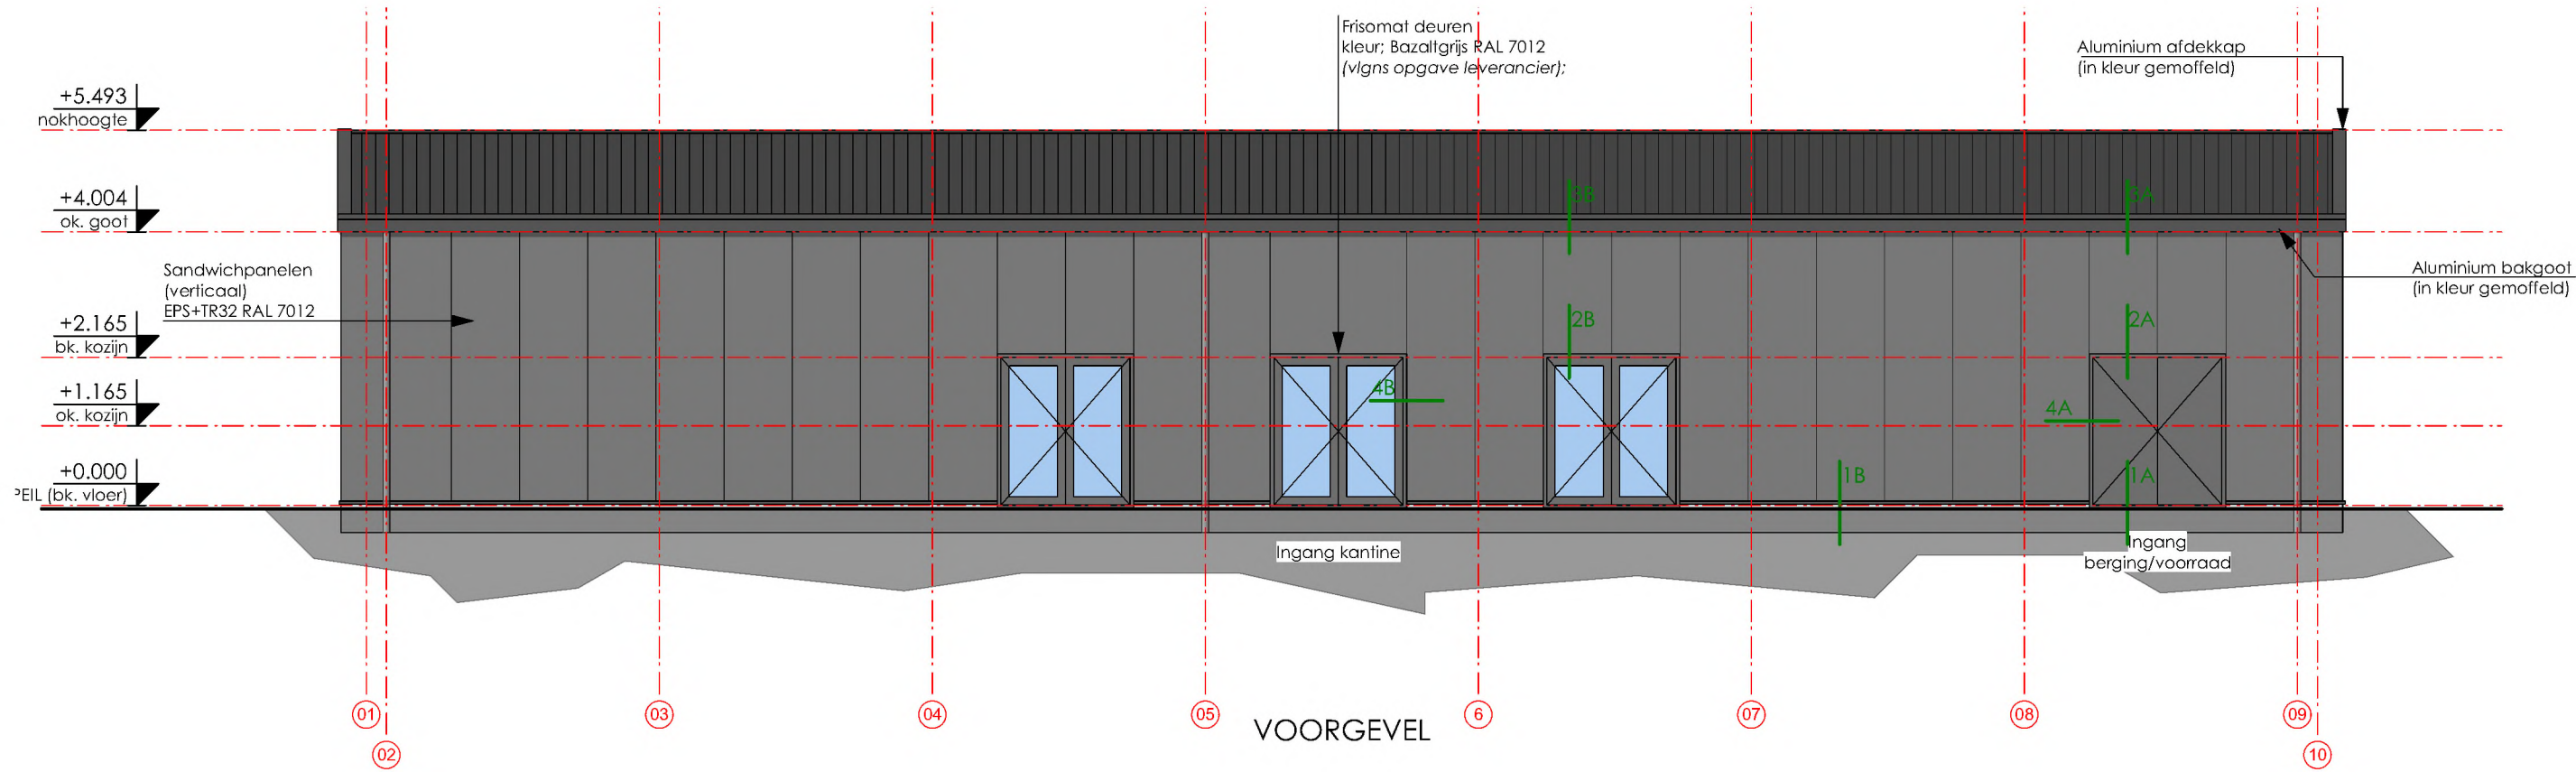 Frisomat deuren
kleur; Bazaltgrijs RAL 7012
(vlgns opgave leverancier);
Aluminium afdekkap
(in kleur gemoffeld)
+5.493
nokhoogte
+4.004
ok. goot
3B
3A
Sandwichpanelen
(verticaal)
EPS+TR32 RAL 7012
Aluminium bakgoot
(in kleur gemoffeld)
+2.165
bk. kozijn
2B
2A
+1.165
ok. kozijn
4B
4A
+0.000
PEIL (bk. vloer)
1B
1A
Ingang kantine
Ingang
berging/voorraad
01
03
04
05
6
07
08
09
VOORGEVEL
02
10